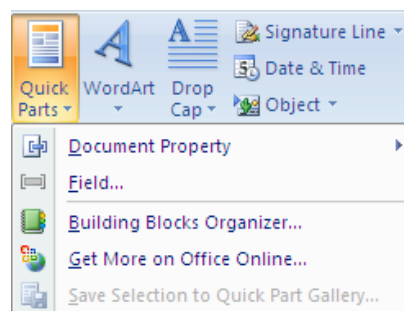 Quick Parts
WordArt
Drop Cap
Signature Line
Date & Time
Object
Document Property
Field...
Building Blocks Organizer...
Get More on Office Online...
Save Selection to Quick Part Gallery...